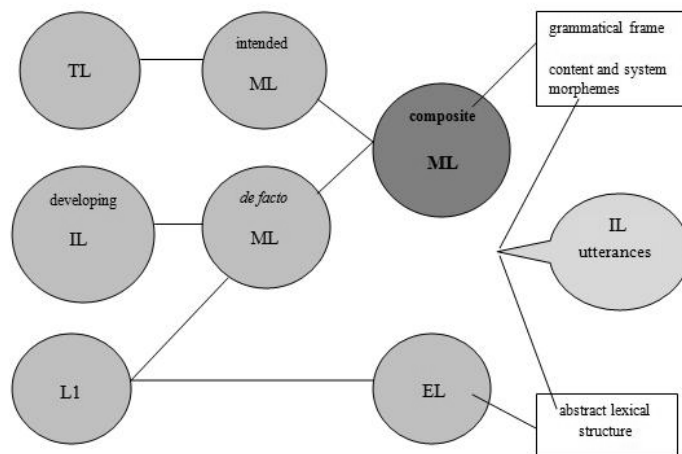 TL
intended
ML
composite
ML
grammatical frame
content and system
morphemes
developing
IL
de facto
ML
IL
utterances
L1
EL
abstract lexical
structure